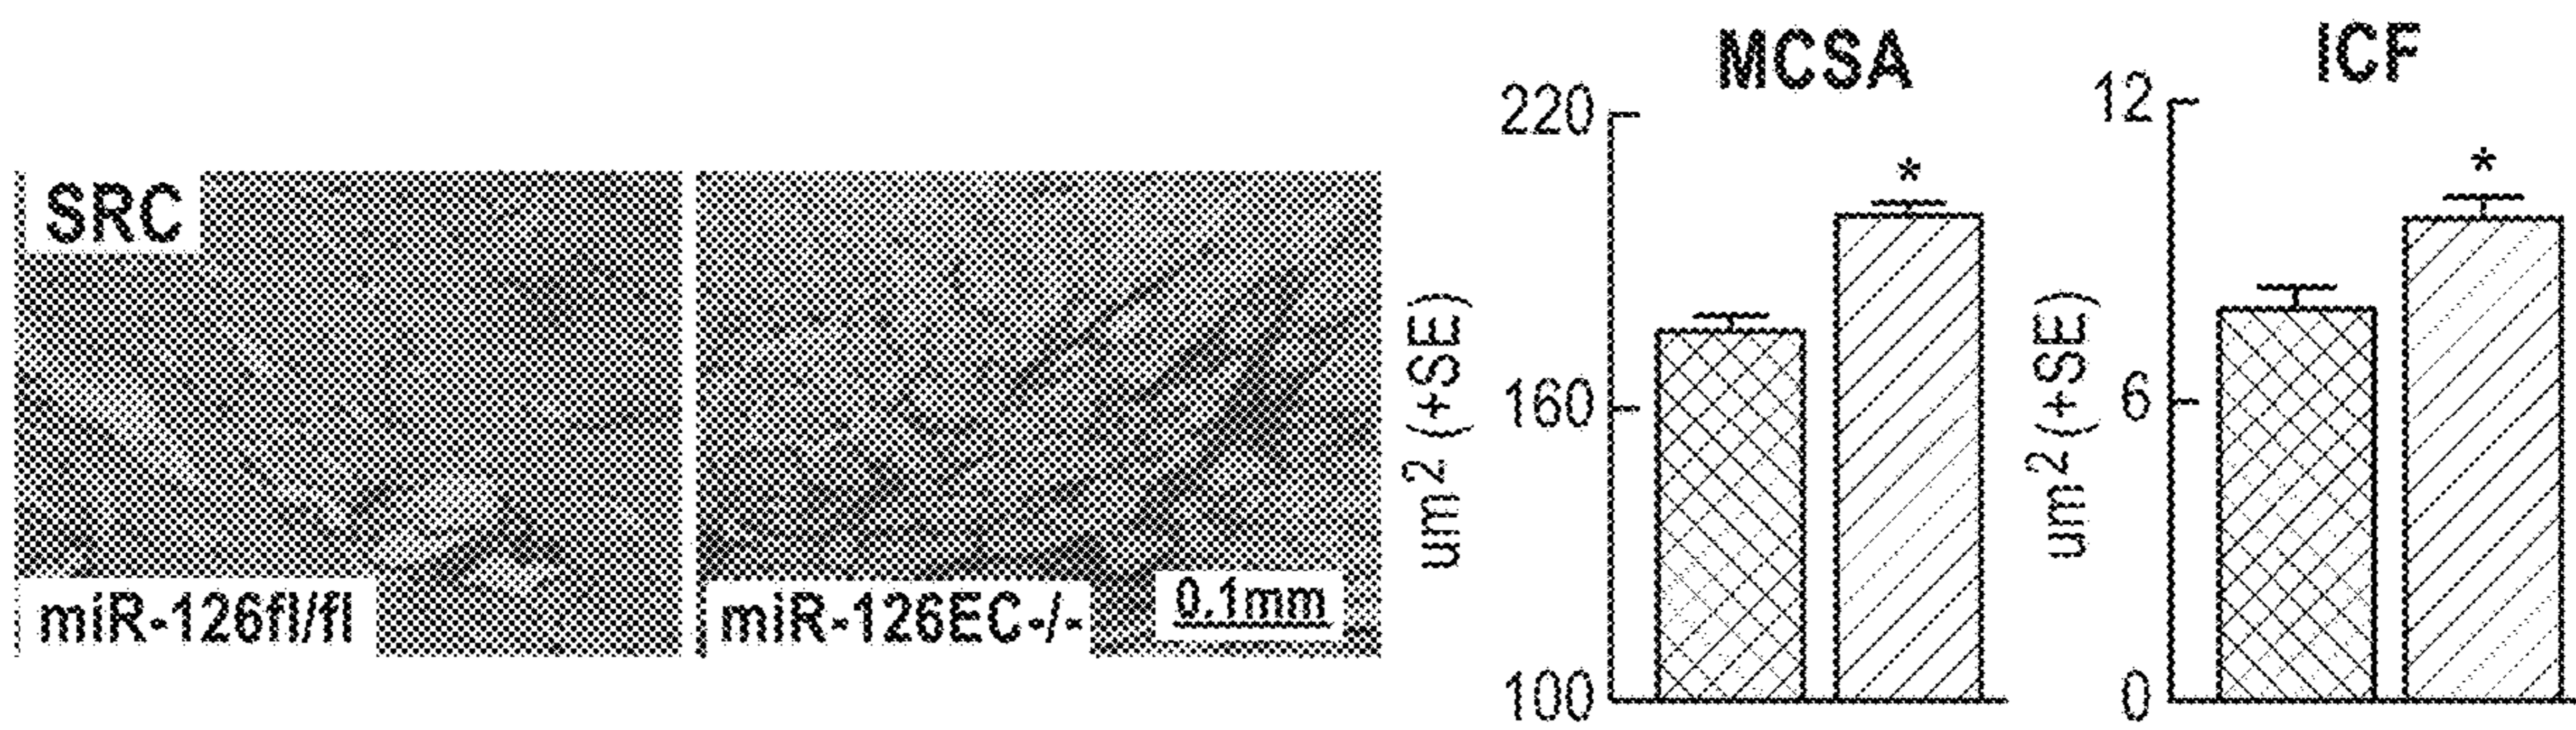 SRC
miR-126fl/fl
miR-126EC-/-
0.1mm
MCSA
220
160
100
um2 (+SE)
*
ICF
12
6
0
um2 (+SE)
*